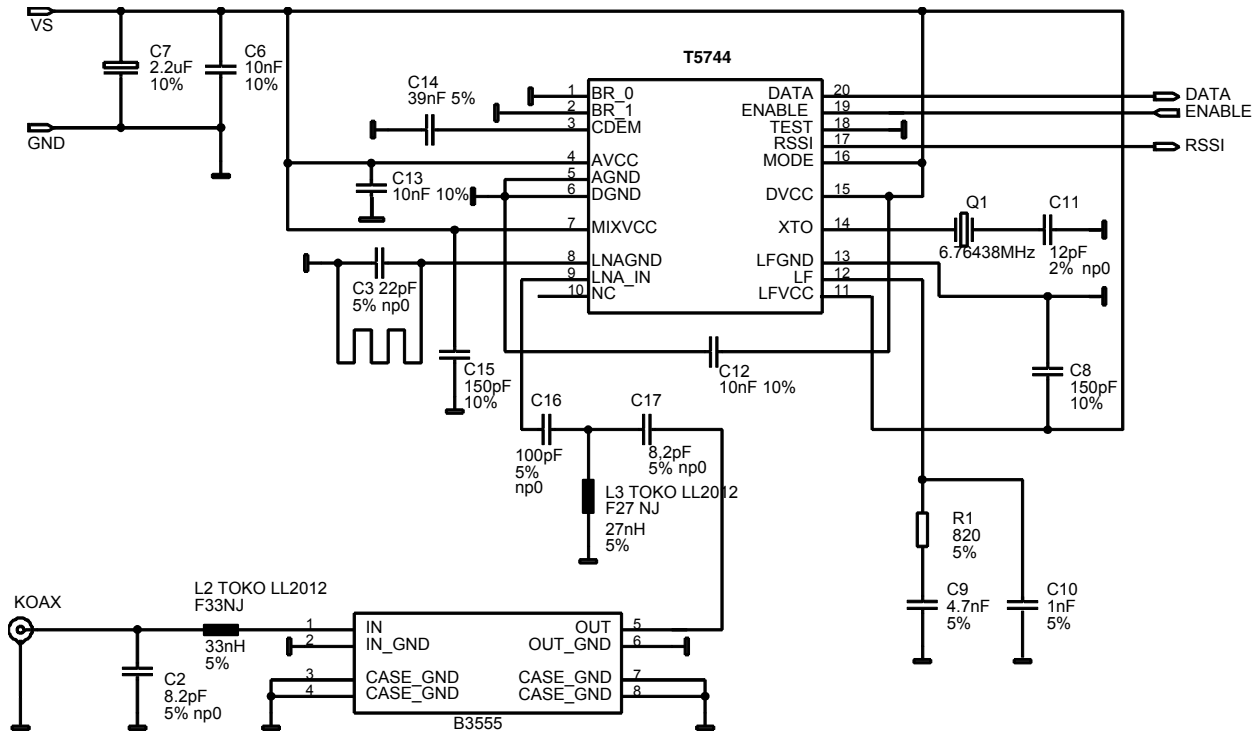 VS
C7
2.2uF
10%
C6
10nF
10%
GND
C14
39nF 5%
T5744
1 BR_0
2 BR_1
3 CDEM
4 AVCC
5 AGND
6 DGND
7 MIXVCC
8 LNAGND
9 LNA_IN
10 NC
DATA 20
ENABLE 19
TEST 18
RSSI 17
MODE 16
DVCC 15
XTO 14
LFGND 13
LF 12
LFVCC 11
DATA
ENABLE
RSSI
C13
10nF 10%
Q1
6.76438MHz
C11
12pF
2% np0
C3 22pF
5% np0
C15
150pF
10%
C12
10nF 10%
C8
150pF
10%
C16
100pF
5%
np0
C17
8,2pF
5% np0
L3 TOKO LL2012
F27 NJ
27nH
5%
R1
820
5%
C9
4.7nF
5%
C10
1nF
5%
KOAX
L2 TOKO LL2012
F33NJ
33nH
5%
C2
8.2pF
5% np0
1 IN
2 IN_GND
3 CASE_GND
4 CASE_GND
OUT 5
OUT_GND 6
CASE_GND 7
CASE_GND 8
B3555